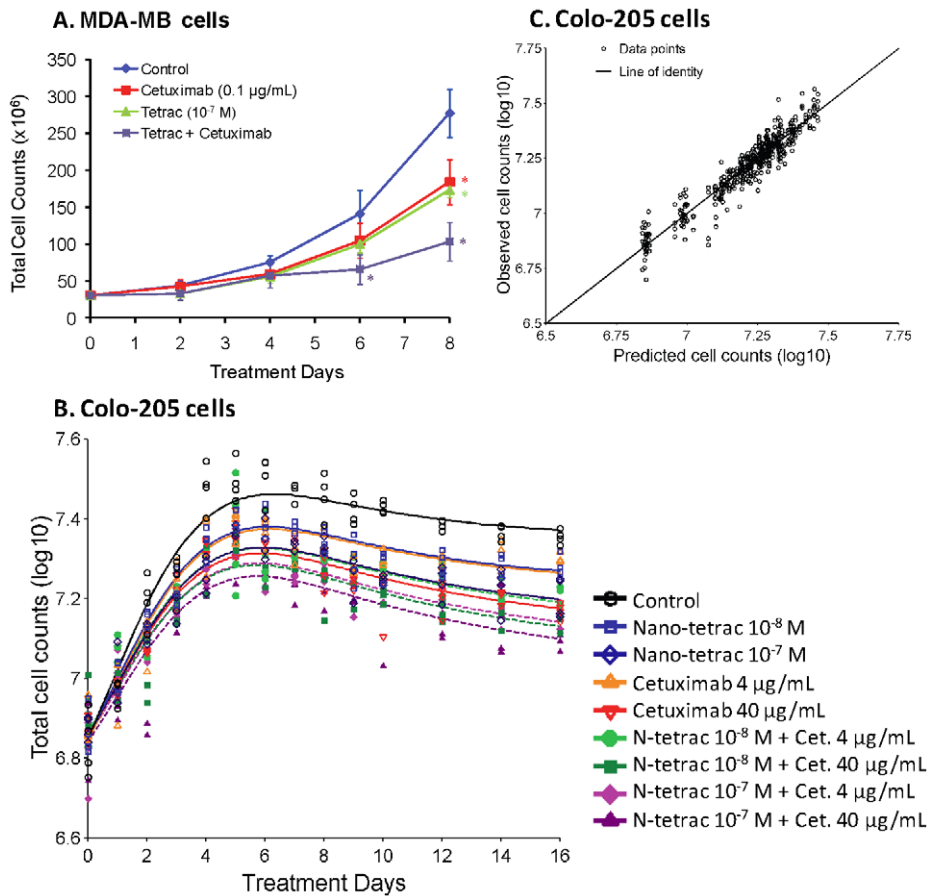 A. MDA-MB cells
Total Cell Counts (x10⁶)
350
300
250
200
150
100
50
0
Control
Cetuximab (0.1 µg/mL)
Tetrac (10⁻⁷ M)
Tetrac + Cetuximab
*
*
*
*
0 1 2 3 4 5 6 7 8
Treatment Days
C. Colo-205 cells
Observed cell counts (log10)
7.75
7.5
7.25
7
6.75
6.5
Data points
Line of identity
6.5 6.75 7 7.25 7.5 7.75
Predicted cell counts (log10)
B. Colo-205 cells
Total cell counts (log10)
7.6
7.4
7.2
7
6.8
6.6
0 2 4 6 8 10 12 14 16
Treatment Days
Control
Nano-tetrac 10⁻⁸ M
Nano-tetrac 10⁻⁷ M
Cetuximab 4 µg/mL
Cetuximab 40 µg/mL
N-tetrac 10⁻⁸ M + Cet. 4 µg/mL
N-tetrac 10⁻⁸ M + Cet. 40 µg/mL
N-tetrac 10⁻⁷ M + Cet. 4 µg/mL
N-tetrac 10⁻⁷ M + Cet. 40 µg/mL